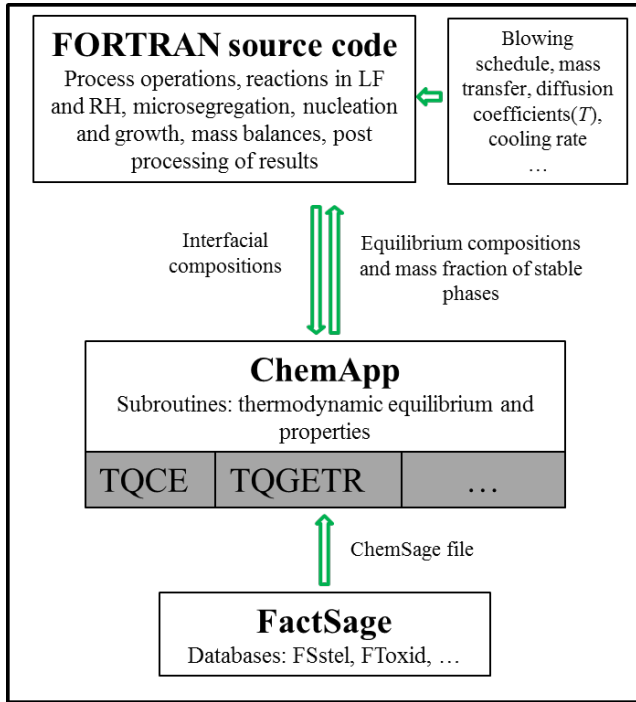 FORTRAN source code
Process operations, reactions in LF
and RH, microsegregation, nucleation
and growth, mass balances, post
processing of results
Blowing
schedule, mass
transfer, diffusion
coefficients(T),
cooling rate
…
Interfacial
compositions
Equilibrium compositions
and mass fraction of stable
phases
ChemApp
Subroutines: thermodynamic equilibrium and
properties
TQCE
TQGETR
…
ChemSage file
FactSage
Databases: FSstel, FToxid, …